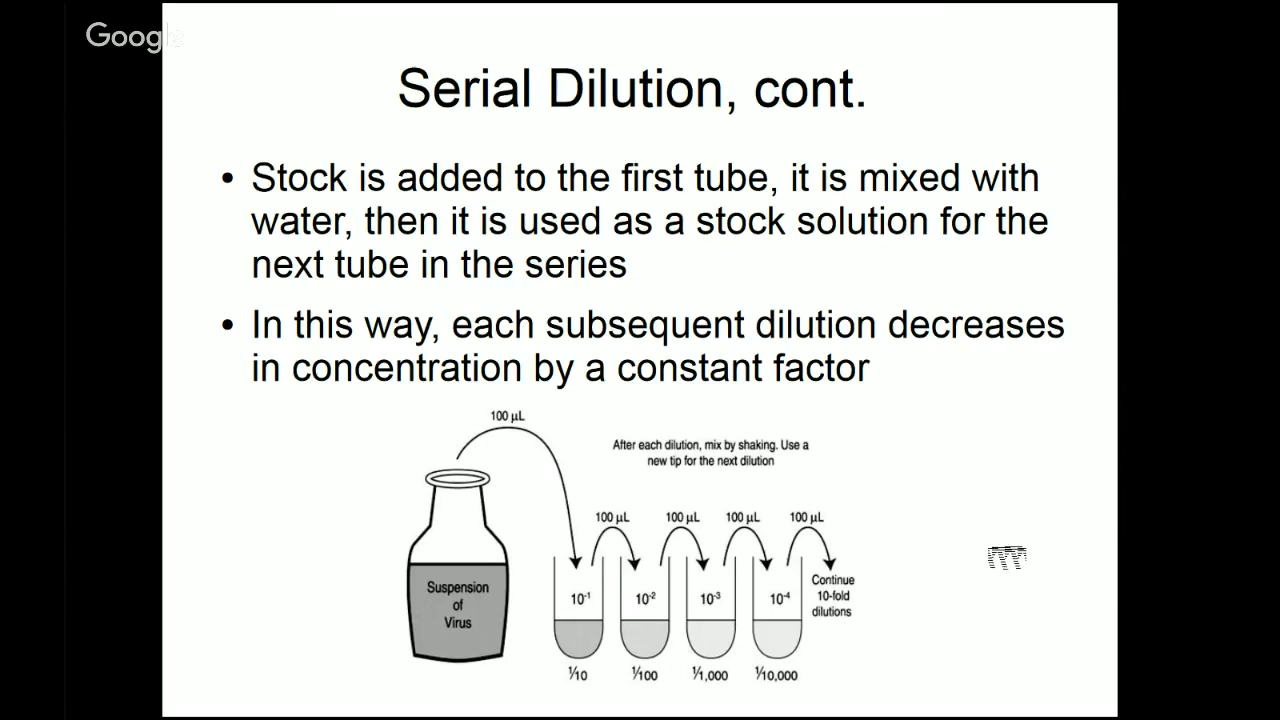 Google
Serial Dilution, cont.
• Stock is added to the first tube, it is mixed with
water, then it is used as a stock solution for the
next tube in the series
• In this way, each subsequent dilution decreases
in concentration by a constant factor
100 µL
After each dilution, mix by shaking. Use a
new tip for the next dilution
100 µL 100 µL 100 µL 100 µL
Suspension
of
Virus
10⁻¹ 10⁻² 10⁻³ 10⁻⁴
Continue
10-fold
dilutions
1/10 1/100 1/1,000 1/10,000